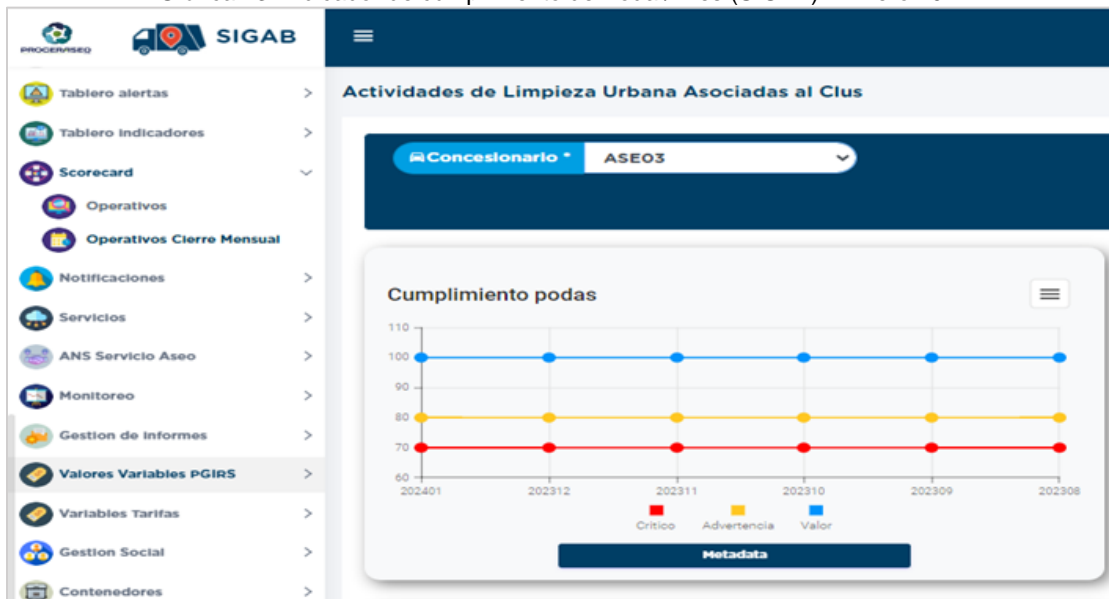 PROCERASEO
SIGAB
Tablero alertas
Tablero Indicadores
Scorecard
Operativos
Operativos Cierre Mensual
Notificaciones
Servicios
ANS Servicio Aseo
Monitoreo
Gestion de Informes
Valores Variables PGIRS
Variables Tarifas
Gestion Social
Contenedores
Actividades de Limpieza Urbana Asociadas al Clus
Concesionario *
ASE03
Cumplimiento podas
110
100
90
80
70
60
202401 202312 202311 202310 202309 202308
Crítico Advertencia Valor
Metadata